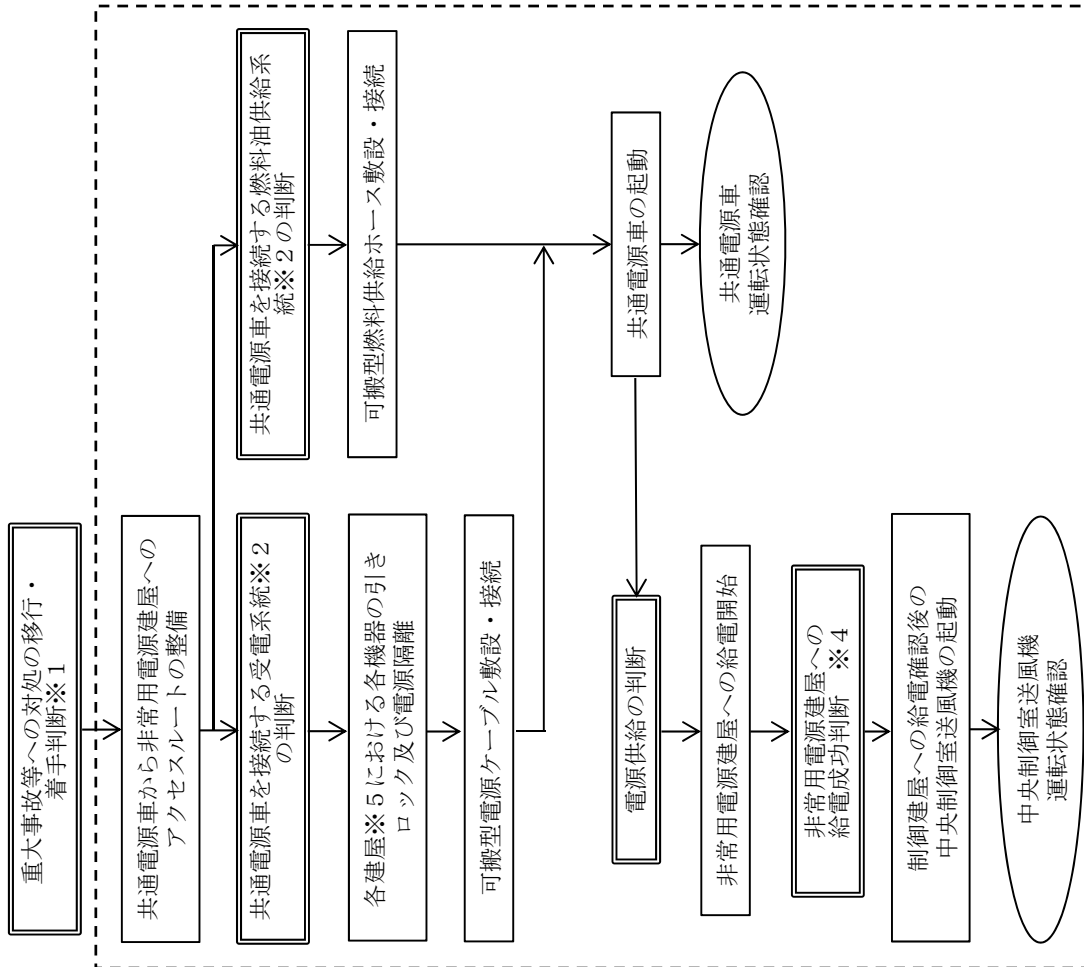 重大事故等への対処の移行・
着手判断※１
共通電源車から非常用電源建屋への
アクセスルートの整備
共通電源車を接続する受電系統※２
の判断
各建屋※５における各機器の引き
ロック及び電源隔離
可搬型電源ケーブル敷設・接続
共通電源車を接続する燃料油供給系
統※２の判断
可搬型燃料供給ホース敷設・接続
共通電源車の起動
共通電源車
運転状態確認
電源供給の判断
非常用電源建屋への給電開始
非常用電源建屋への
給電成功判断　※４
制御建屋への給電確認後の
中央制御室送風機の起動
中央制御室送風機
運転状態確認